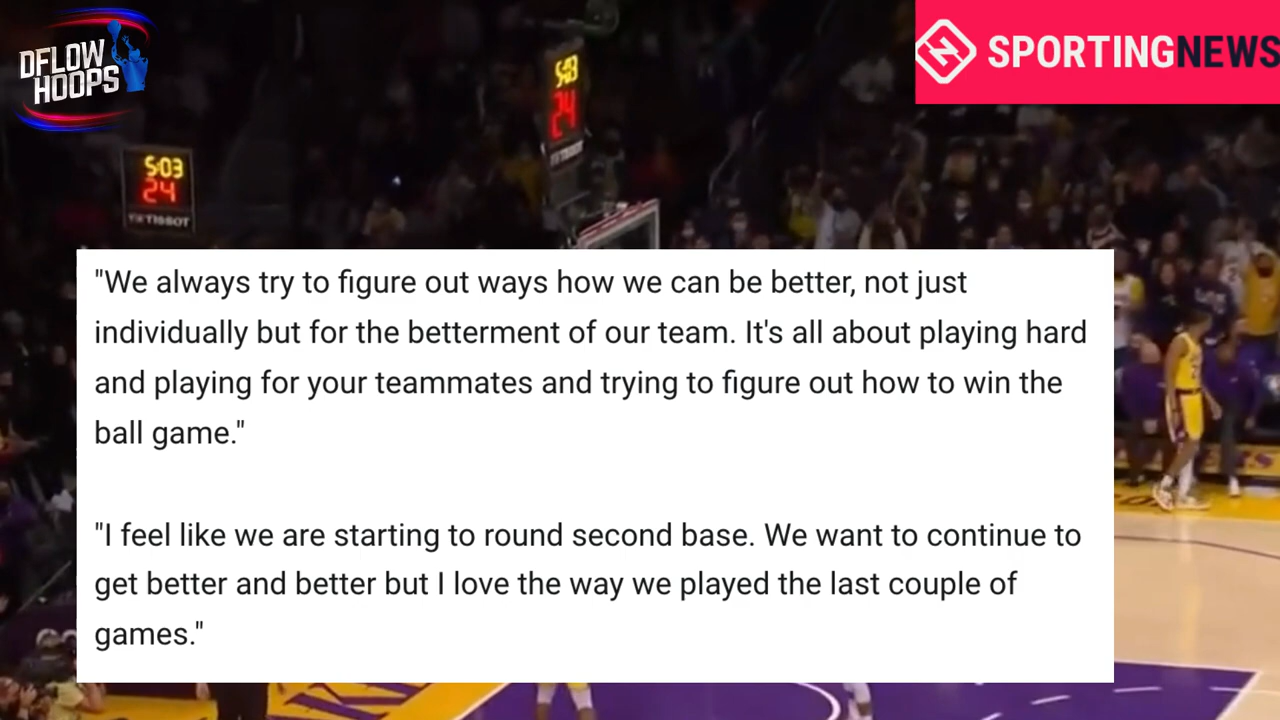 DFLOW
HOOPS
SPORTINGNEWS
5:03
24
TISSOT
5:03
24
TISSOT
"We always try to figure out ways how we can be better, not just
individually but for the betterment of our team. It's all about playing hard
and playing for your teammates and trying to figure out how to win the
ball game."
"I feel like we are starting to round second base. We want to continue to
get better and better but I love the way we played the last couple of
games."